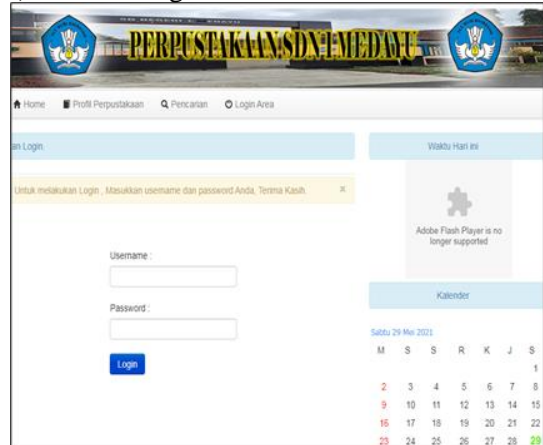 PERPUSTAKAAN SDN 1 MEDAYU
Home Profil Perpustakaan Pencarian Login Area
an Login.
Waktu Hari ini
Untuk melakukan Login , Masukkan username dan password Anda, Terima Kasih. ×
Adobe Flash Player is no
longer supported
Username :
Password :
Login
Kalender
Sabtu 29 Mei 2021
M S S R K J S
1
2 3 4 5 6 7 8
9 10 11 12 13 14 15
16 17 18 19 20 21 22
23 24 25 26 27 28 29